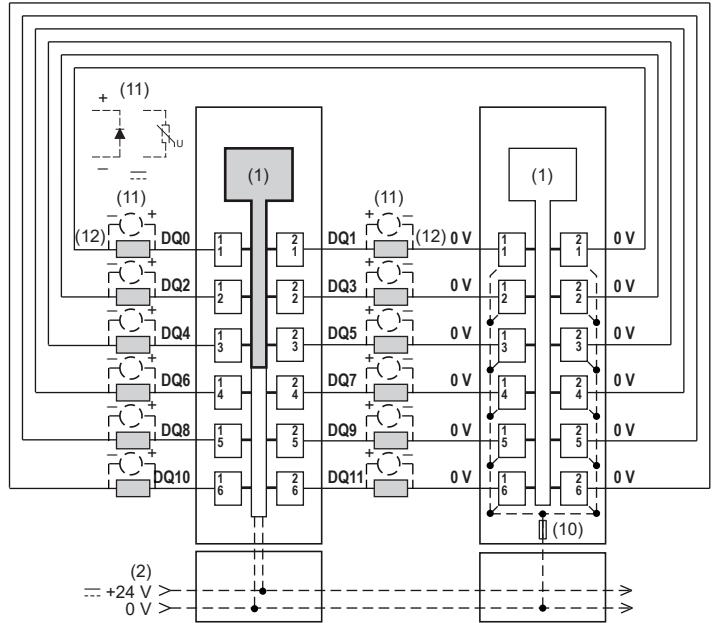 (11)
+
U
–
(1)
(1)
(11)
(11)
– +
– +
(12) DQ0 1 1 2 1 DQ1 (12) 0 V 1 1 2 1 0 V
– +
– +
DQ2 1 2 2 2 DQ3 0 V 1 2 2 2 0 V
– +
– +
DQ4 1 3 2 3 DQ5 0 V 1 3 2 3 0 V
– +
– +
DQ6 1 4 2 4 DQ7 0 V 1 4 2 4 0 V
– +
– +
DQ8 1 5 2 5 DQ9 0 V 1 5 2 5 0 V
– +
– +
DQ10 1 6 2 6 DQ11 0 V 1 6 2 6 0 V
(10)
(2)
+24 V
0 V